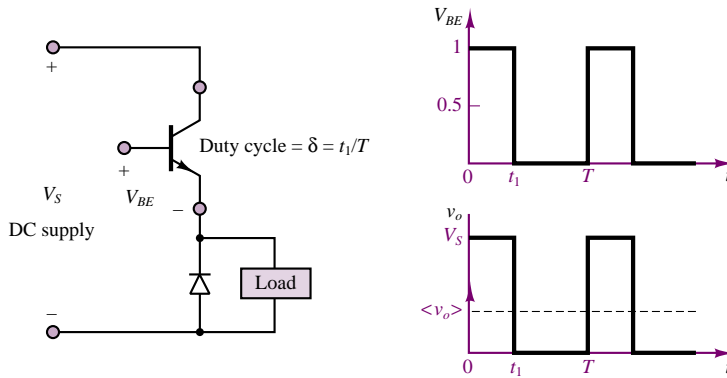 +
Duty cycle = δ = t1/T
+
VS
VBE
−
DC supply
Load
−
VBE
1
0.5
0
t1
T
t
vo
VS
<vo>
0
t1
T
t